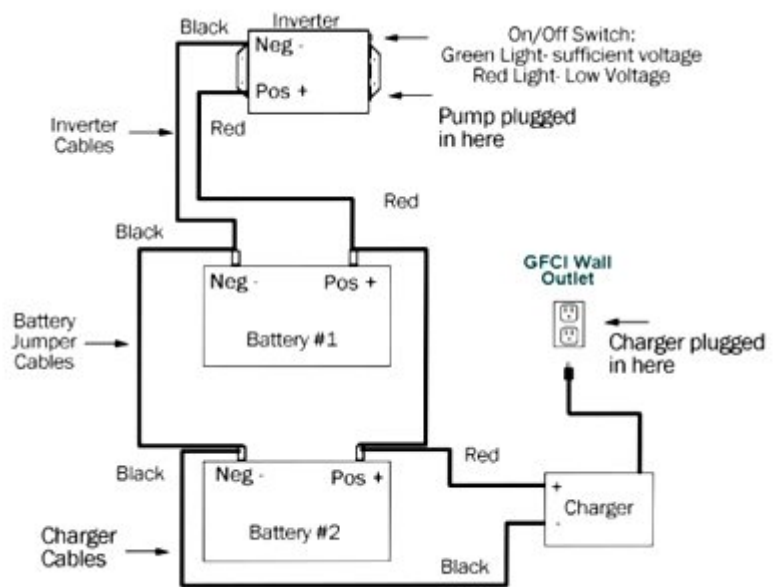 Black
Inverter
Neg -
Pos +
On/Off Switch:
Green Light- sufficient voltage
Red Light- Low Voltage
Pump plugged
in here
Inverter
Cables
Red
Red
Black
Neg -
Pos +
Battery #1
GFCI Wall
Outlet
Charger plugged
in here
Battery
Jumper
Cables
Black
Neg -
Pos +
Battery #2
Red
+
-
Charger
Charger
Cables
Black